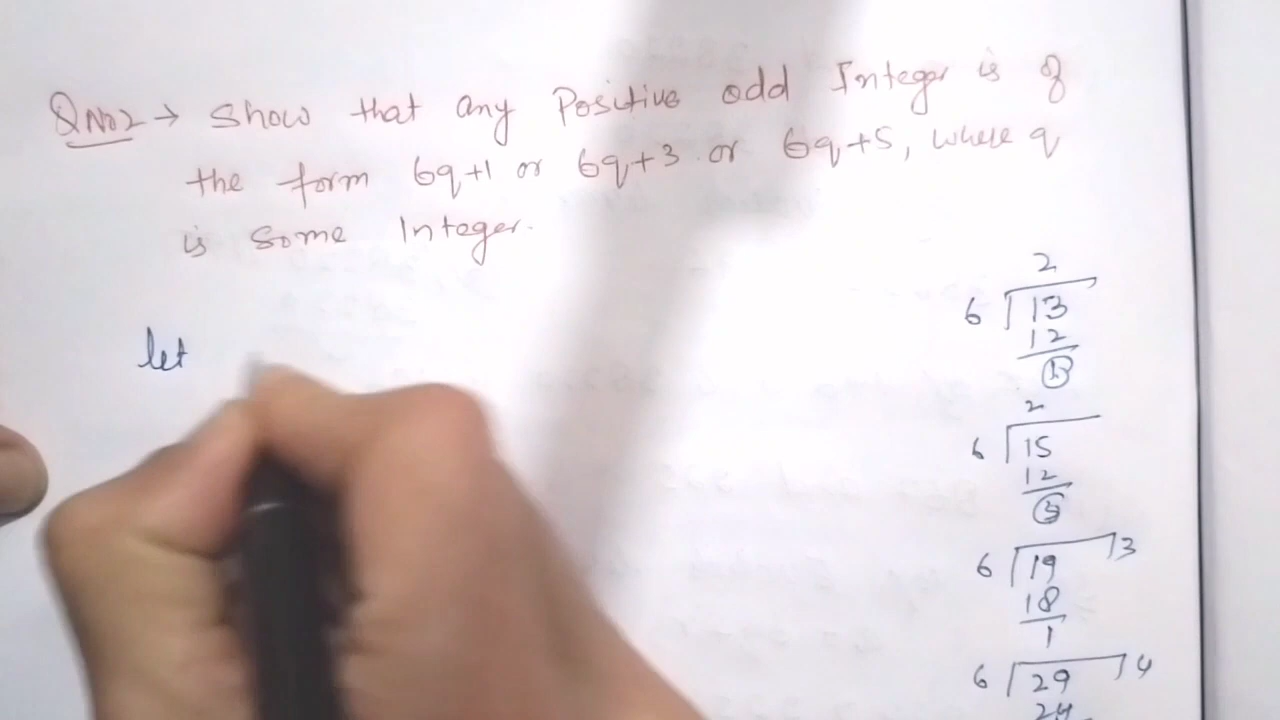 QNo2→ Show that any Positive odd Integer is of
the form 6q+1 or 6q+3 or 6q+5, where q
is some Integer.
let
2
6 13
12
2
6 15
12
3
6 19 3
18
1
6 29 4
24